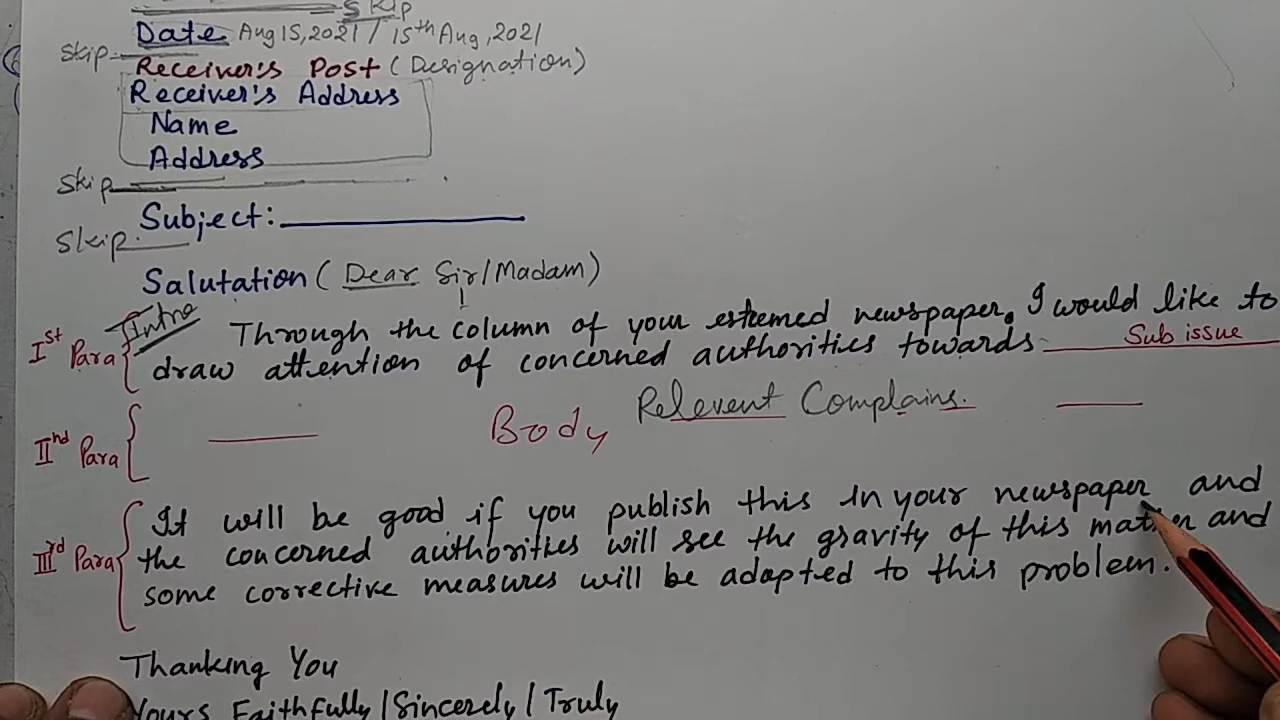 Skip
Date Aug 15, 2021 / 15th Aug, 2021
Skip
Receiver's Post (Designation)
Receiver's Address
Name
Address
Skip
Subject:
Skip
Salutation (Dear Sir/Madam)
Intro
Ist Para Through the column of your esteemed newspaper, I would like to
draw attention of concerned authorities towards Sub issue
IInd Para Body Relevent Complains.
It will be good if you publish this in your newspaper and
IIIrd Para the concerned authorities will see the gravity of this matter and
some corrective measures will be adapted to this problem.
Thanking You
Yours Faithfully / Sincerely / Truly